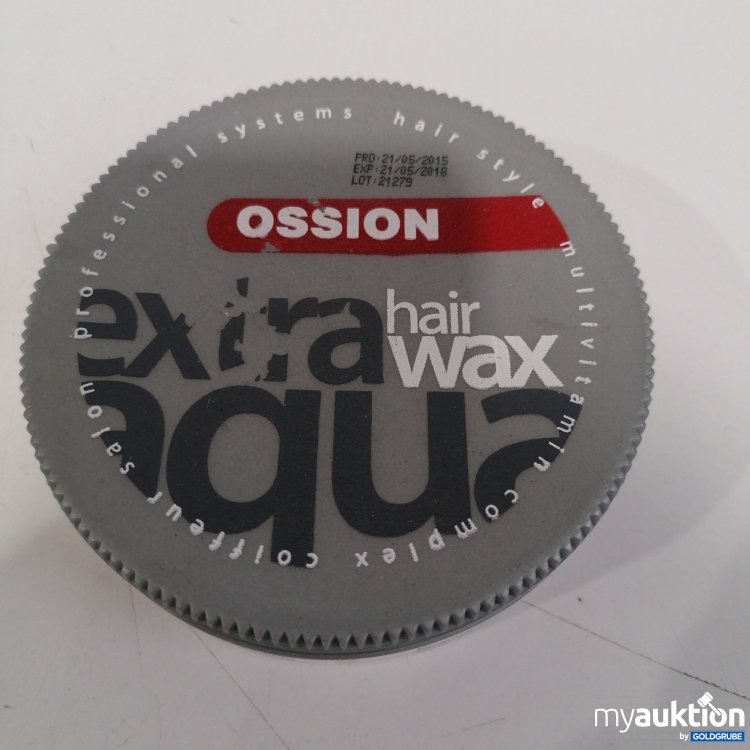 professional systems hair style multivitamin complex coiffeur salon
PRD:21/05/2015
EXP:21/05/2018
LOT:21279
OSSION
extra
hair
wax
aqua
myauktion
by GOLDGRUBE